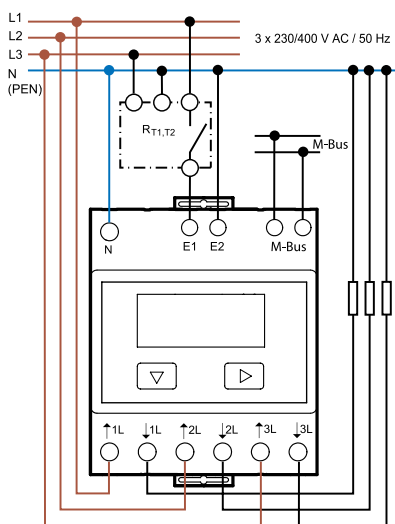 L1
L2
3 x 230/400 V AC / 50 Hz
L3
N
(PEN)
RT1,T2
M-Bus
N
E1
E2
M-Bus
↑1L
↓1L
↑2L
↓2L
↑3L
↓3L